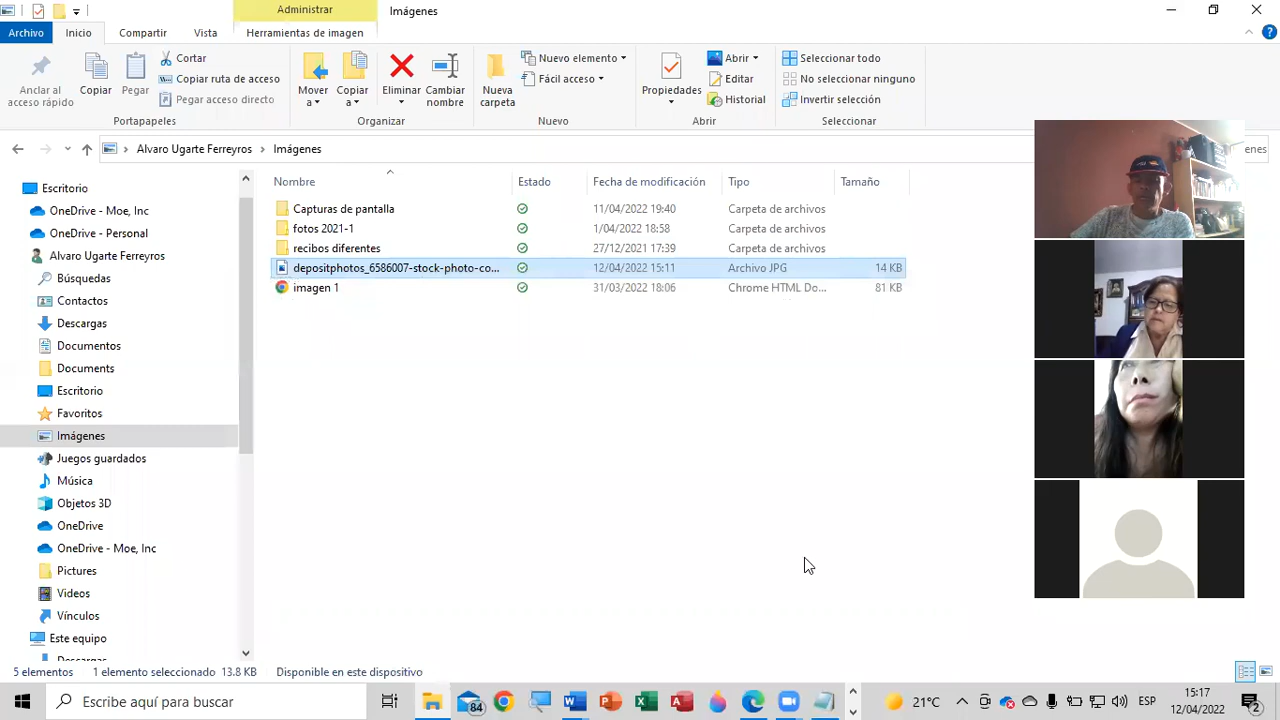 Administrar
Imágenes
Archivo Inicio Compartir Vista Herramientas de imagen
Anclar al acceso rápido
Copiar
Pegar
Cortar
Copiar ruta de acceso
Pegar acceso directo
Portapapeles
Mover a
Copiar a
Eliminar
Cambiar nombre
Organizar
Nueva carpeta
Nuevo elemento
Fácil acceso
Nuevo
Propiedades
Abrir
Editar
Historial
Abrir
Seleccionar todo
No seleccionar ninguno
Invertir selección
Seleccionar
Alvaro Ugarte Ferreyros > Imágenes
enes
Nombre Estado Fecha de modificación Tipo Tamaño
Capturas de pantalla 11/04/2022 19:40 Carpeta de archivos
fotos 2021-1 1/04/2022 18:58 Carpeta de archivos
recibos diferentes 27/12/2021 17:39 Carpeta de archivos
depositphotos_6586007-stock-photo-co... 12/04/2022 15:11 Archivo JPG 14 KB
imagen 1 31/03/2022 18:06 Chrome HTML Do... 81 KB
Escritorio
OneDrive - Moe, Inc
OneDrive - Personal
Alvaro Ugarte Ferreyros
Búsquedas
Contactos
Descargas
Documentos
Documents
Escritorio
Favoritos
Imágenes
Juegos guardados
Música
Objetos 3D
OneDrive
OneDrive - Moe, Inc
Pictures
Videos
Vínculos
Este equipo
5 elementos 1 elemento seleccionado 13.8 KB Disponible en este dispositivo
Escribe aquí para buscar
84
21°C
ESP
15:17
12/04/2022
2